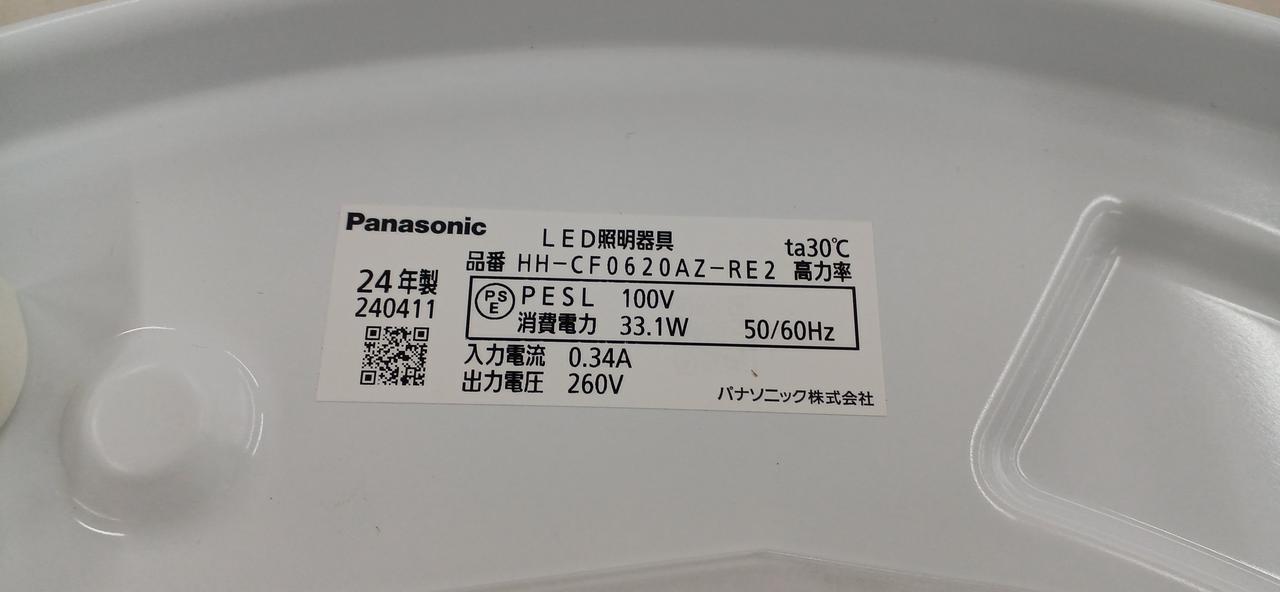 Panasonic
LED照明器具
ta30℃
品番 HH-CF0620AZ-RE2 高力率
24年製
240411
PSE PESL 100V
消費電力 33.1W 50/60Hz
入力電流 0.34A
出力電圧 260V
パナソニック株式会社